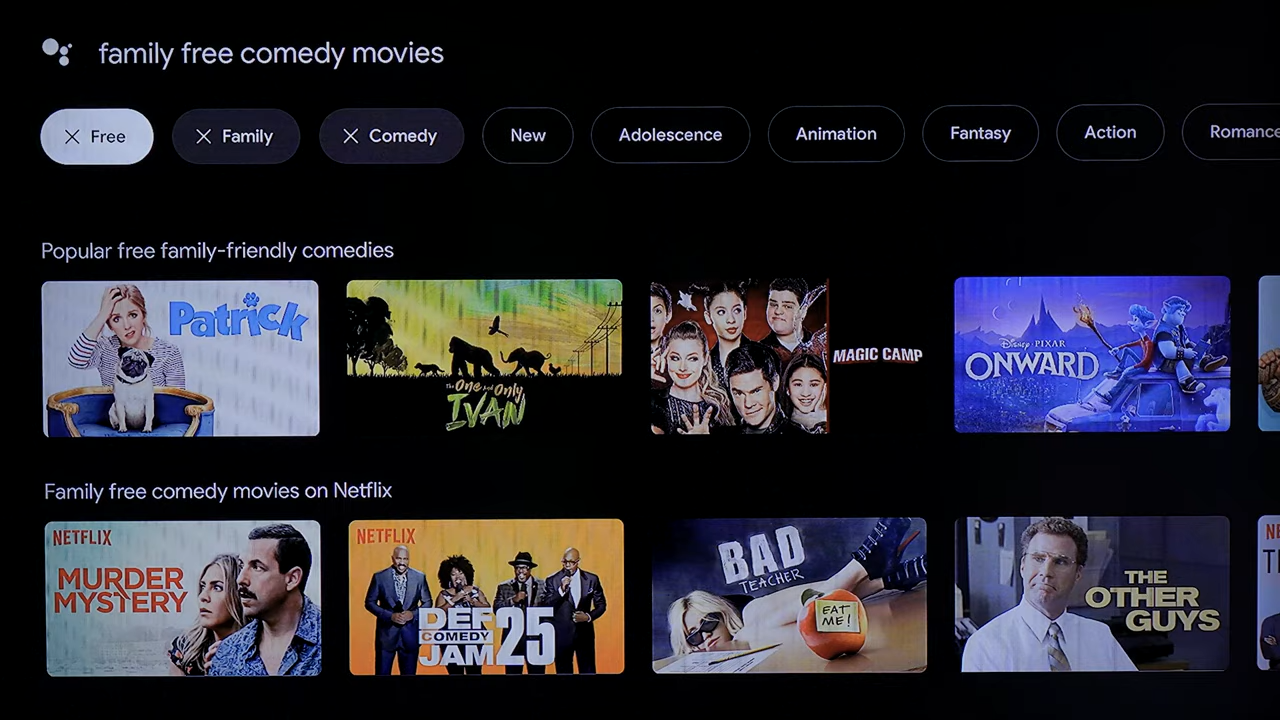 family free comedy movies
Free
Family
Comedy
New
Adolescence
Animation
Fantasy
Action
Romance
Popular free family-friendly comedies
Patrick
The One And Only
IVAN
MAGIC CAMP
Disney · PIXAR
ONWARD
Family free comedy movies on Netflix
NETFLIX
MURDER
MYSTERY
NETFLIX
DEF
COMEDY
JAM 25
BAD
TEACHER
EAT
ME!
THE
OTHER
GUYS
NE
T